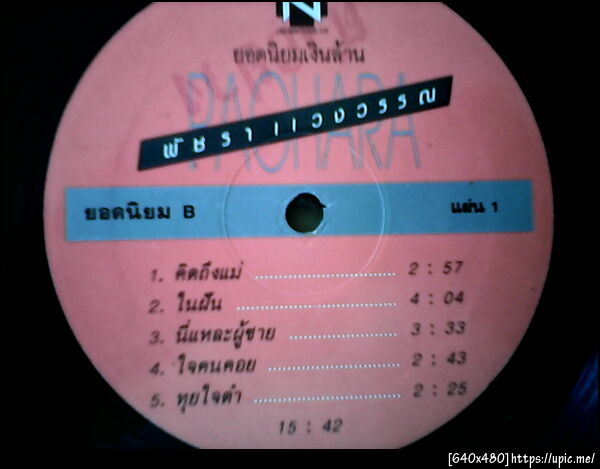 N
ยอดนิยมเงินล้าน
PACHARA
พัชรา แวงวรรณ
ยอดนิยม B แผ่น 1
1. คิดถึงแม่ 2 : 57
2. ในฝัน 4 : 04
3. นี่แหละผู้ชาย 3 : 33
4. ใจคนคอย 2 : 43
5. ทุยใจดำ 2 : 25
15 : 42
[640x480]https://upic.me/